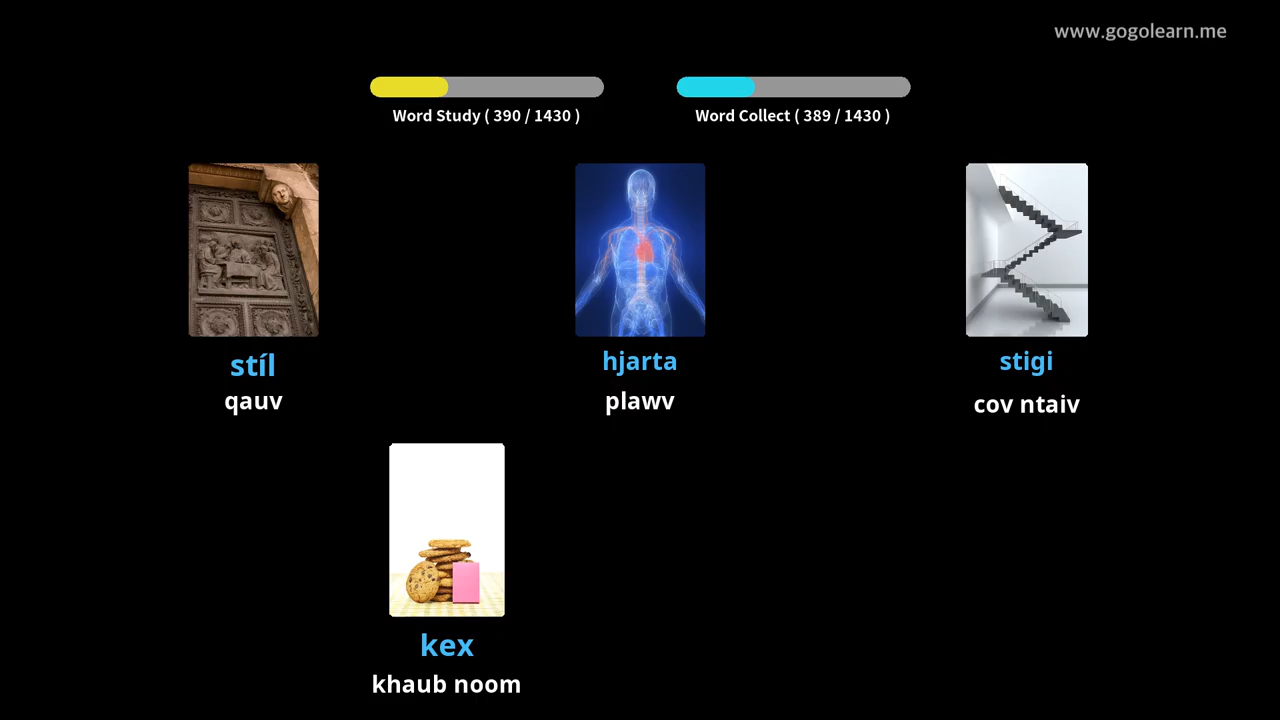 www.gogolearn.me
Word Study ( 390 / 1430 )
Word Collect ( 389 / 1430 )
stíl
qauv
hjarta
plawv
stigi
cov ntaiv
kex
khaub noom